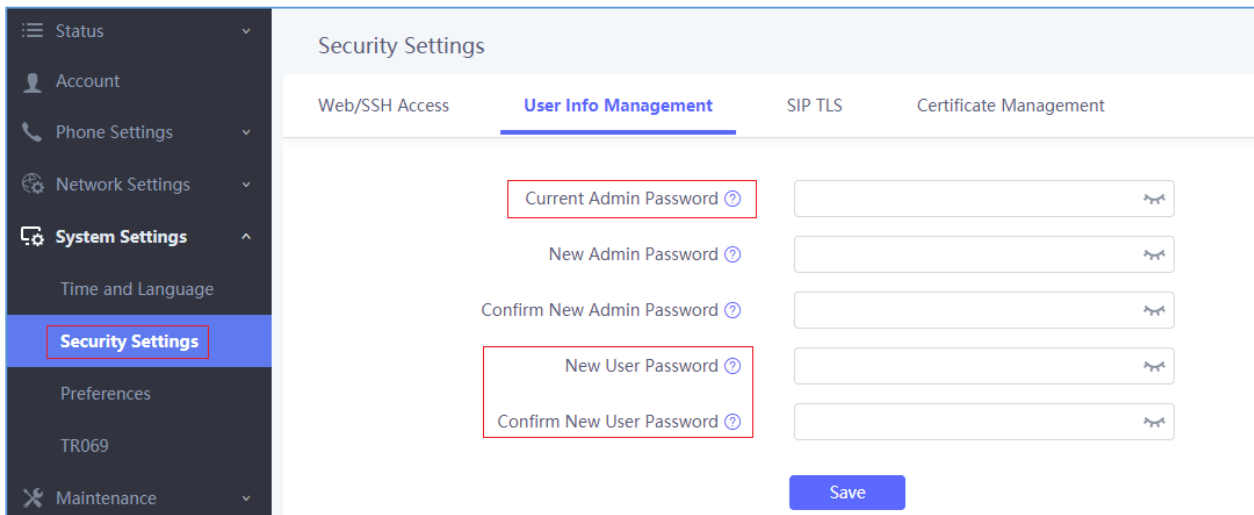 Status
Account
Phone Settings
Network Settings
System Settings
Time and Language
Security Settings
Preferences
TR069
Maintenance
Security Settings
Web/SSH Access
User Info Management
SIP TLS
Certificate Management
Current Admin Password
New Admin Password
Confirm New Admin Password
New User Password
Confirm New User Password
Save